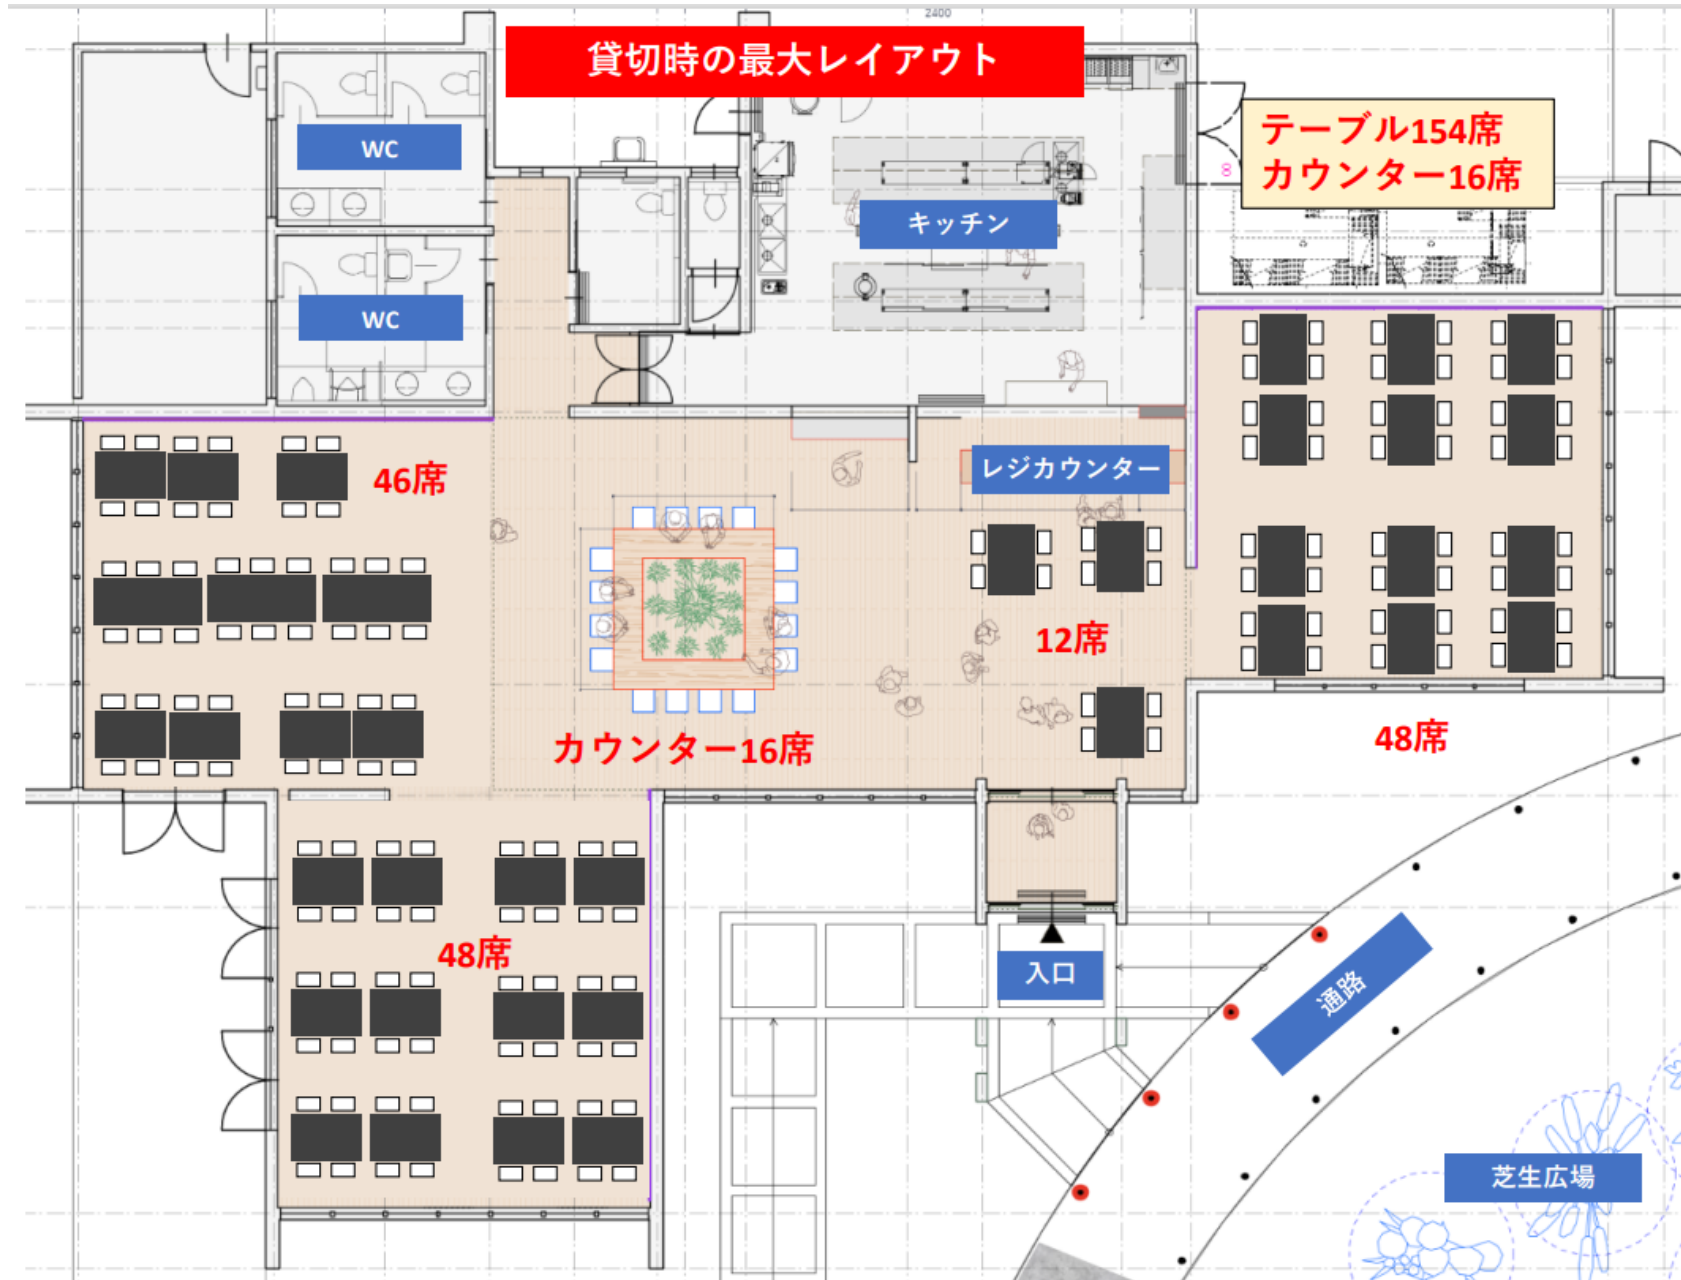 2400
貸切時の最大レイアウト
テーブル154席
カウンター16席
WC
キッチン
WC
46席
レジカウンター
12席
カウンター16席
48席
48席
入口
通路
芝生広場